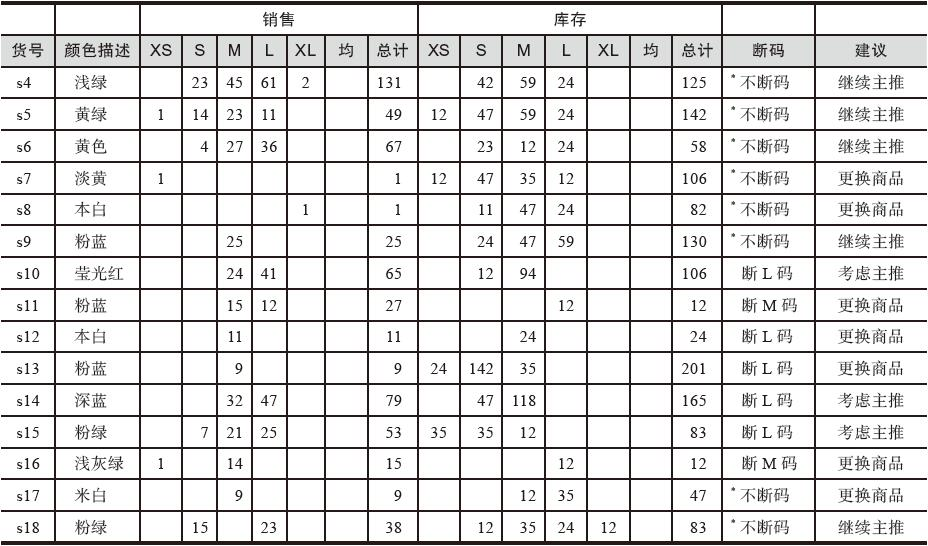 销售 库存
货号 颜色描述 XS S M L XL 均 总计 XS S M L XL 均 总计 断码 建议
s4 浅绿 23 45 61 2 131 42 59 24 125 *不断码 继续主推
s5 黄绿 1 14 23 11 49 12 47 59 24 142 *不断码 继续主推
s6 黄色 4 27 36 67 23 12 24 58 *不断码 继续主推
s7 淡黄 1 1 12 47 35 12 106 *不断码 更换商品
s8 本白 1 1 11 47 24 82 *不断码 更换商品
s9 粉蓝 25 25 24 47 59 130 *不断码 继续主推
s10 莹光红 24 41 65 12 94 106 断 L 码 考虑主推
s11 粉蓝 15 12 27 12 12 断 M 码 更换商品
s12 本白 11 11 24 24 断 L 码 更换商品
s13 粉蓝 9 9 24 142 35 201 断 L 码 更换商品
s14 深蓝 32 47 79 47 118 165 断 L 码 考虑主推
s15 粉绿 7 21 25 53 35 35 12 83 断 L 码 考虑主推
s16 浅灰绿 1 14 15 12 12 断 M 码 更换商品
s17 米白 9 9 12 35 47 *不断码 更换商品
s18 粉绿 15 23 38 12 35 24 12 83 *不断码 继续主推